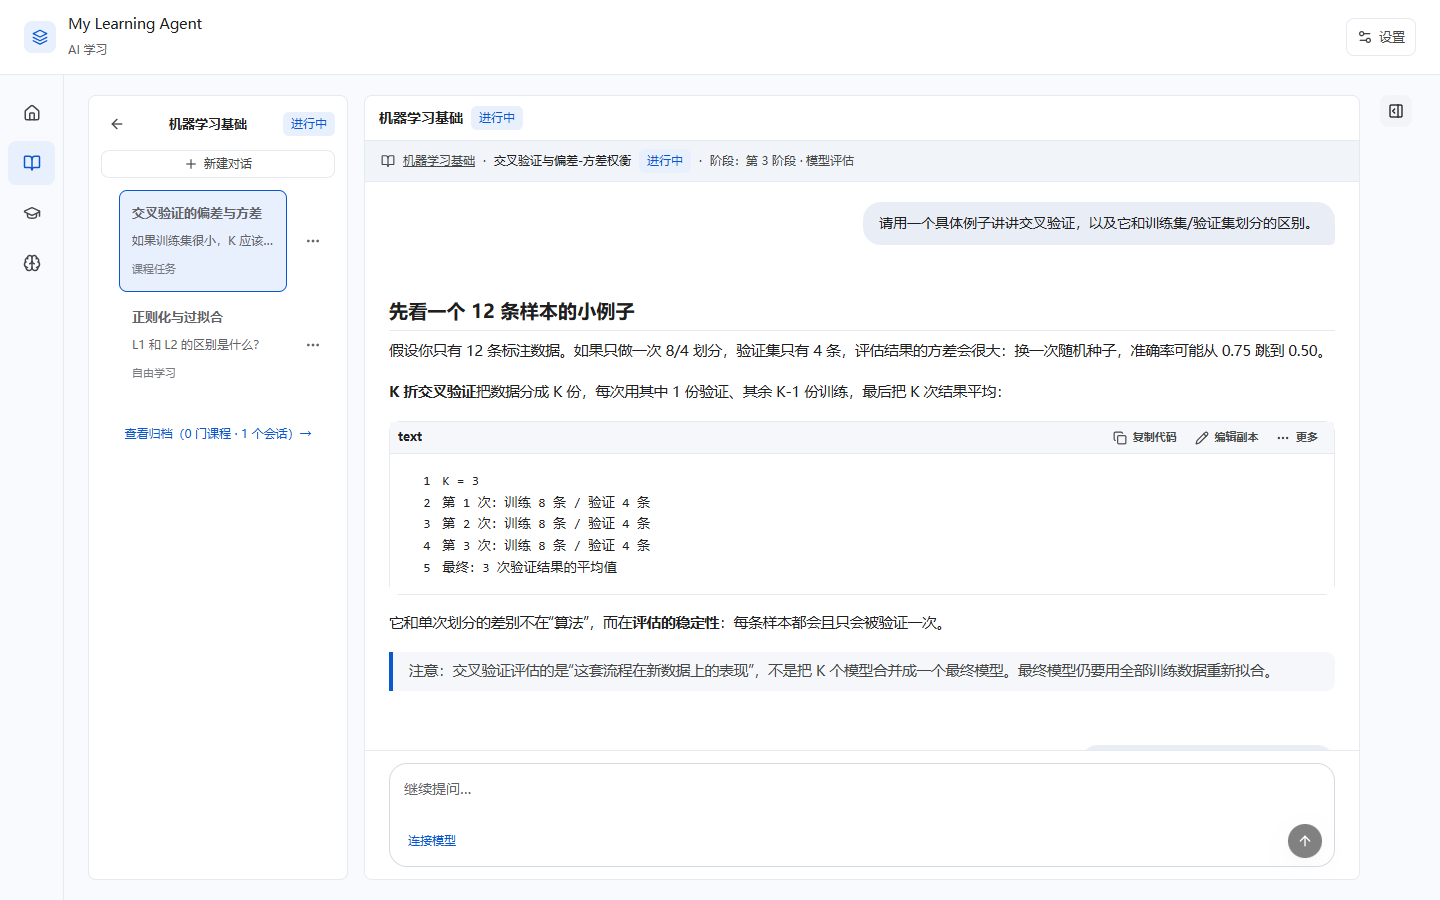 My Learning Agent
AI 学习
设置
机器学习基础
进行中
新建对话
交叉验证的偏差与方差
如果训练集很小，K 应该...
课程任务
正则化与过拟合
L1 和 L2 的区别是什么？
自由学习
查看归档（0 门课程 · 1 个会话）→
机器学习基础 进行中
机器学习基础 · 交叉验证与偏差-方差权衡 进行中 · 阶段：第 3 阶段 · 模型评估
请用一个具体例子讲讲交叉验证，以及它和训练集/验证集划分的区别。
先看一个 12 条样本的小例子
假设你只有 12 条标注数据。如果只做一次 8/4 划分，验证集只有 4 条，评估结果的方差会很大：换一次随机种子，准确率可能从 0.75 跳到 0.50。
K 折交叉验证把数据分成 K 份，每次用其中 1 份验证、其余 K-1 份训练，最后把 K 次结果平均：
text 复制代码 编辑副本 更多
1 K = 3
2 第 1 次：训练 8 条 / 验证 4 条
3 第 2 次：训练 8 条 / 验证 4 条
4 第 3 次：训练 8 条 / 验证 4 条
5 最终：3 次验证结果的平均值
它和单次划分的差别不在“算法”，而在评估的稳定性：每条样本都会且只会被验证一次。
注意：交叉验证评估的是“这套流程在新数据上的表现”，不是把 K 个模型合并成一个最终模型。最终模型仍要用全部训练数据重新拟合。
继续提问...
连接模型